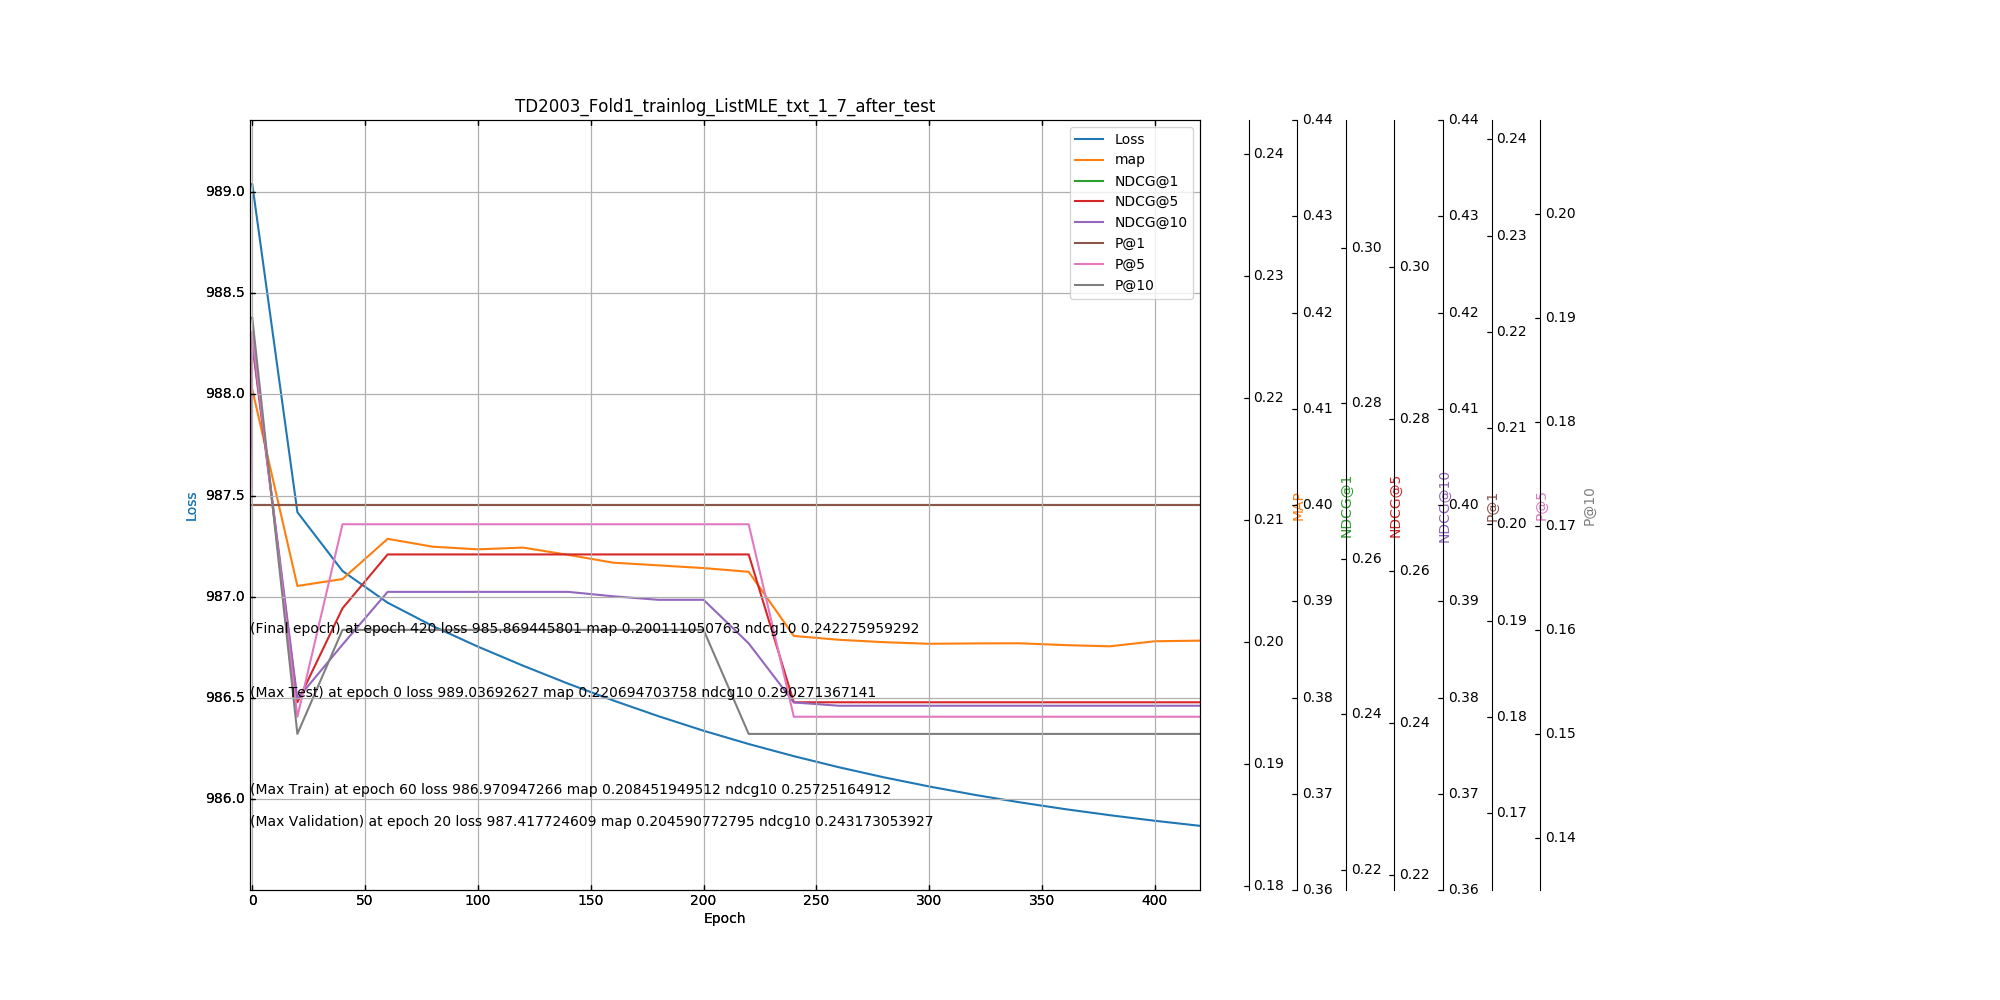 TD2003_Fold1_trainlog_ListMLE_txt_1_7_after_test
Loss
map
NDCG@1
NDCG@5
NDCG@10
P@1
P@5
P@10
989.0
988.5
988.0
987.5
987.0
986.5
986.0
Loss
(Final epoch) at epoch 420 loss 985.869445801 map 0.200111050763 ndcg10 0.242275959292
(Max Test) at epoch 0 loss 989.03692627 map 0.220694703758 ndcg10 0.290271367141
(Max Train) at epoch 60 loss 986.970947266 map 0.208451949512 ndcg10 0.25725164912
(Max Validation) at epoch 20 loss 987.417724609 map 0.204590772795 ndcg10 0.243173053927
0 50 100 150 200 250 300 350 400
Epoch
0.24
0.23
0.22
0.21
0.20
0.19
0.18
MAP
0.44
0.43
0.42
0.41
0.40
0.39
0.38
0.37
0.36
NDCG@1
0.30
0.28
0.26
0.24
0.22
NDCG@5
0.30
0.28
0.26
0.24
0.22
NDCG@10
0.44
0.43
0.42
0.41
0.40
0.39
0.38
0.37
0.36
P@1
0.24
0.23
0.22
0.21
0.20
0.19
0.18
0.17
P@5
0.20
0.19
0.18
0.17
0.16
0.15
0.14
P@10